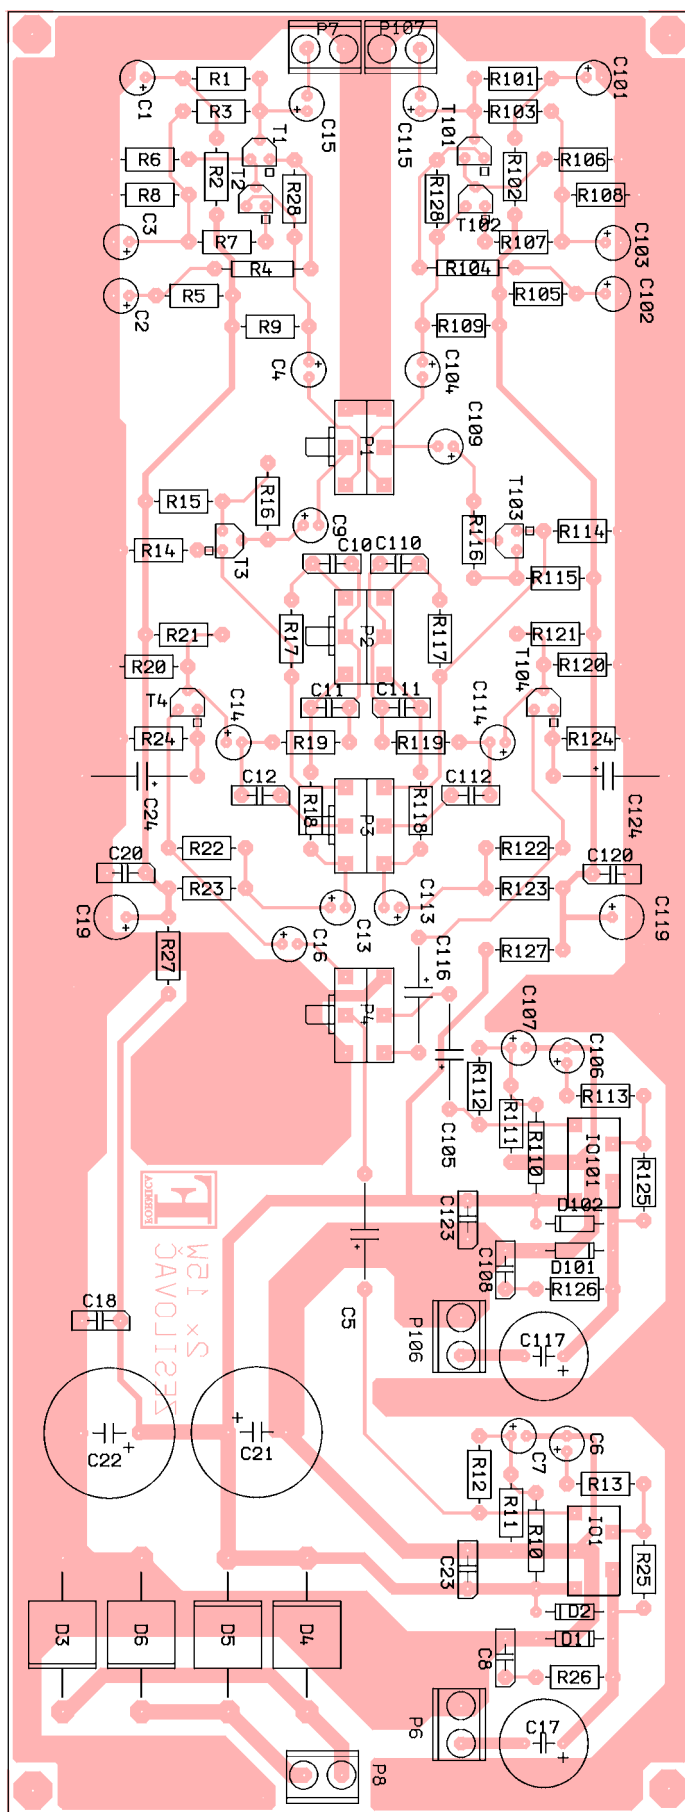 P7 P107
R1 R101
C1 C101
R3 R103
C15 C115
T1 T101
R6 R106
R2 R102
R8 R108
T2 T102
R28 R128
C3 C103
R7 R107
R4 R104
C2 C102
R5 R105
R9 R109
C4 C104
P1
C109
R15
R16
C9
T103
R114
R14
T3
R116
R115
C10 C110
R17 R117
P2
R21 R121
R20 R120
T4 T104
C11 C111
R24 R124
C14 C114
R19 R119
C24 C124
C12 C112
R18 R118
P3
R22 R122
C20 C120
R23 R123
C19 C119
C13 C113
R27
C16
R127
C116
P4
C107
C106
R112
R113
R111
R110
IO101
C105
R125
FORMICA
F
D102
C123
D101
C108
R126
ZESILOVAČ
2× 15W
C5
C18
P106
C117
C22 C21
C7 C6
R12
R13
R11
R10
IO1
C23
R25
D2
D3 D6 D5 D4
D1
C8
R26
P6
C17
P8